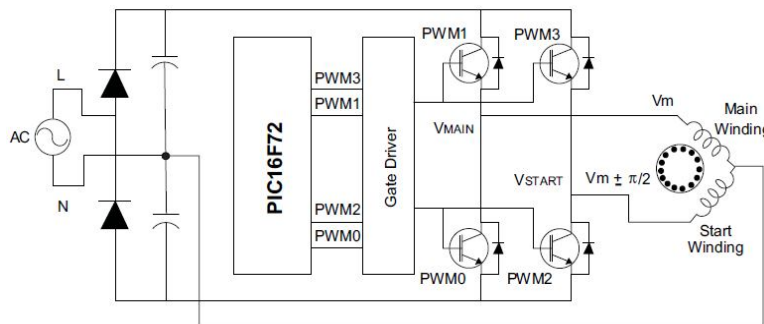 PWM1
PWM3
L
AC
N
PIC16F72
PWM3
PWM1
PWM2
PWM0
Gate Driver
VMAIN
VSTART
PWM0
PWM2
Vm
Main
Winding
Vm ± π/2
Start
Winding